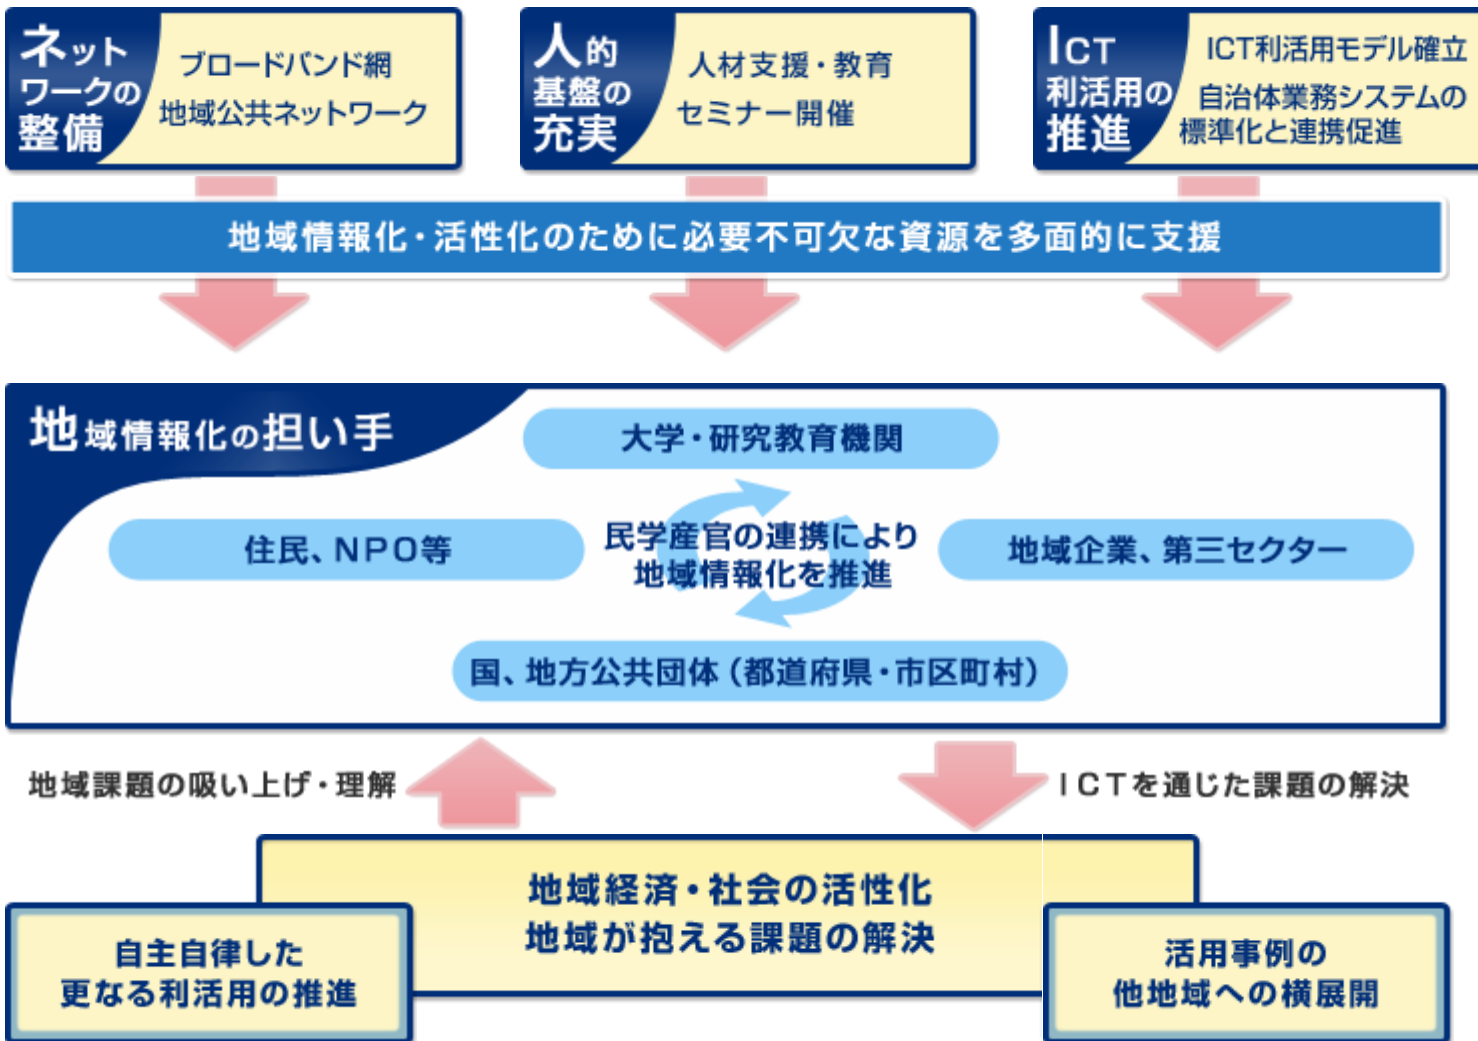 ネット
ワークの
整備
ブロードバンド網
地域公共ネットワーク
人的
基盤の
充実
人材支援・教育
セミナー開催
ICT
利活用の
推進
ICT利活用モデル確立
自治体業務システムの
標準化と連携促進
地域情報化・活性化のために必要不可欠な資源を多面的に支援
地域情報化の担い手
大学・研究教育機関
住民、NPO等
民学産官の連携により
地域情報化を推進
地域企業、第三セクター
国、地方公共団体（都道府県・市区町村）
地域課題の吸い上げ・理解
ICTを通じた課題の解決
地域経済・社会の活性化
地域が抱える課題の解決
自主自律した
更なる利活用の推進
活用事例の
他地域への横展開